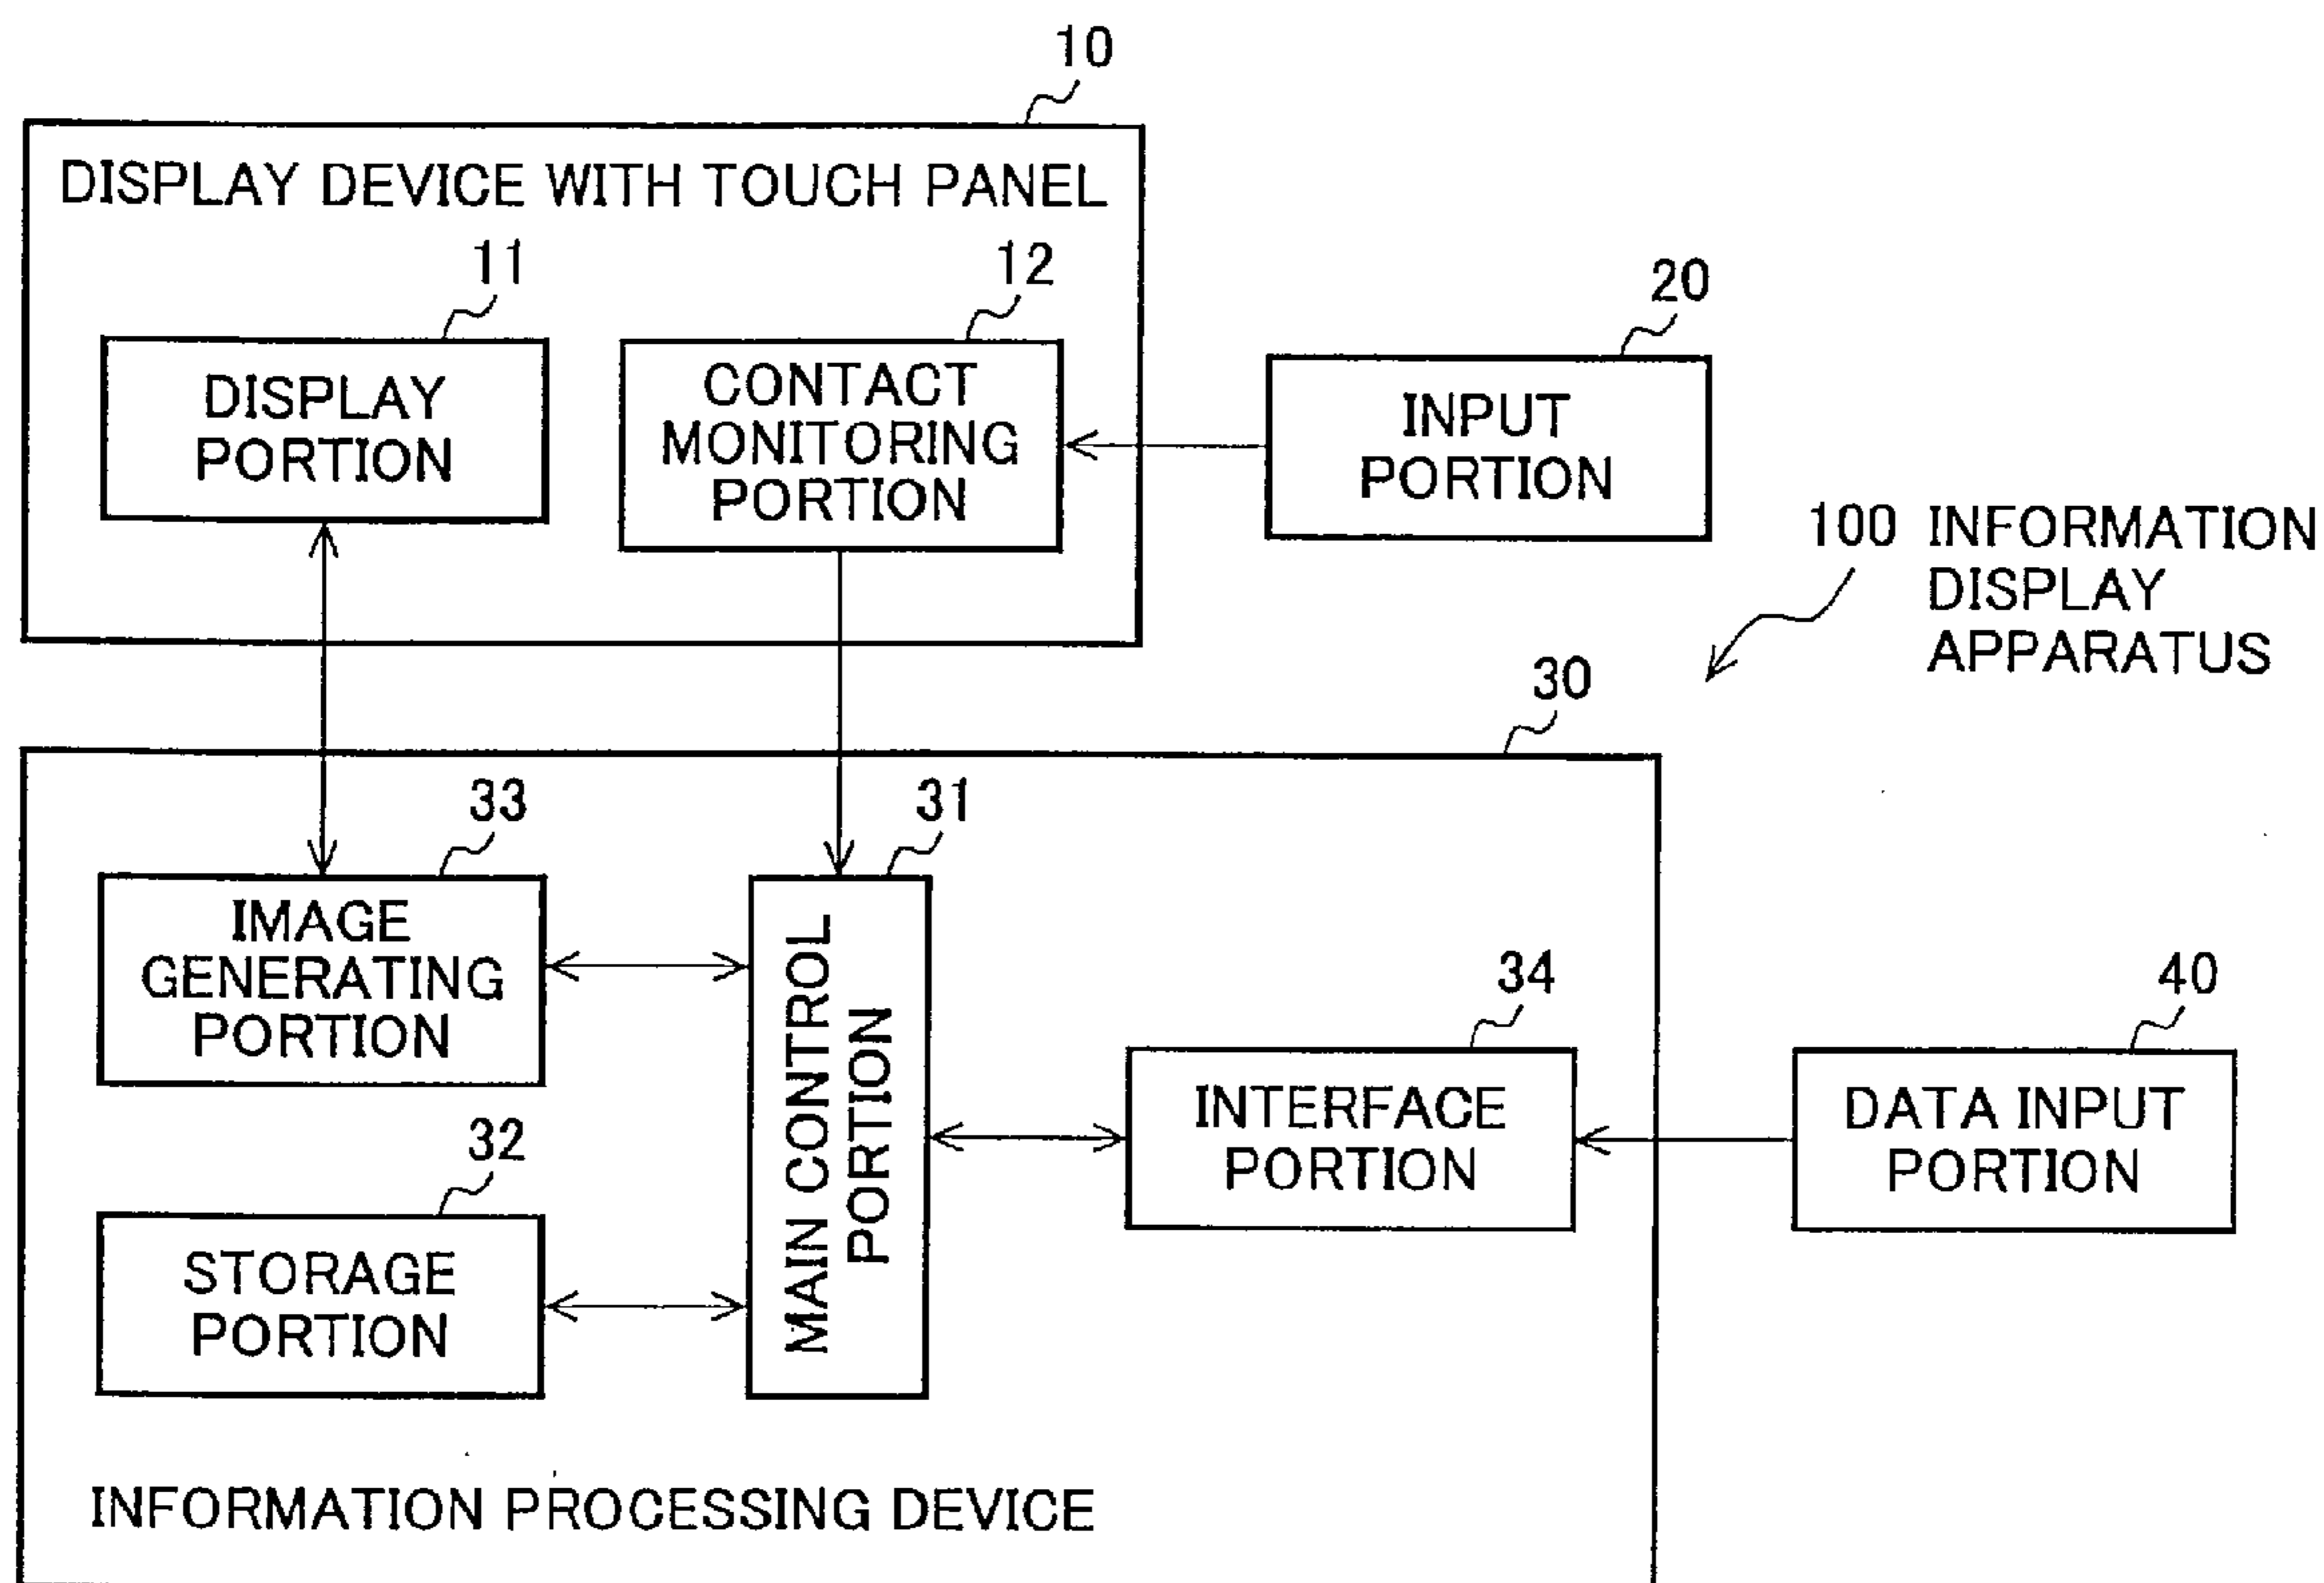 10
DISPLAY DEVICE WITH TOUCH PANEL
11
12
20
DISPLAY
PORTION
CONTACT
MONITORING
PORTION
INPUT
PORTION
100 INFORMATION
DISPLAY
APPARATUS
30
33
31
IMAGE
GENERATING
PORTION
MAIN CONTROL
PORTION
34
40
INTERFACE
PORTION
DATA INPUT
PORTION
32
STORAGE
PORTION
INFORMATION PROCESSING DEVICE